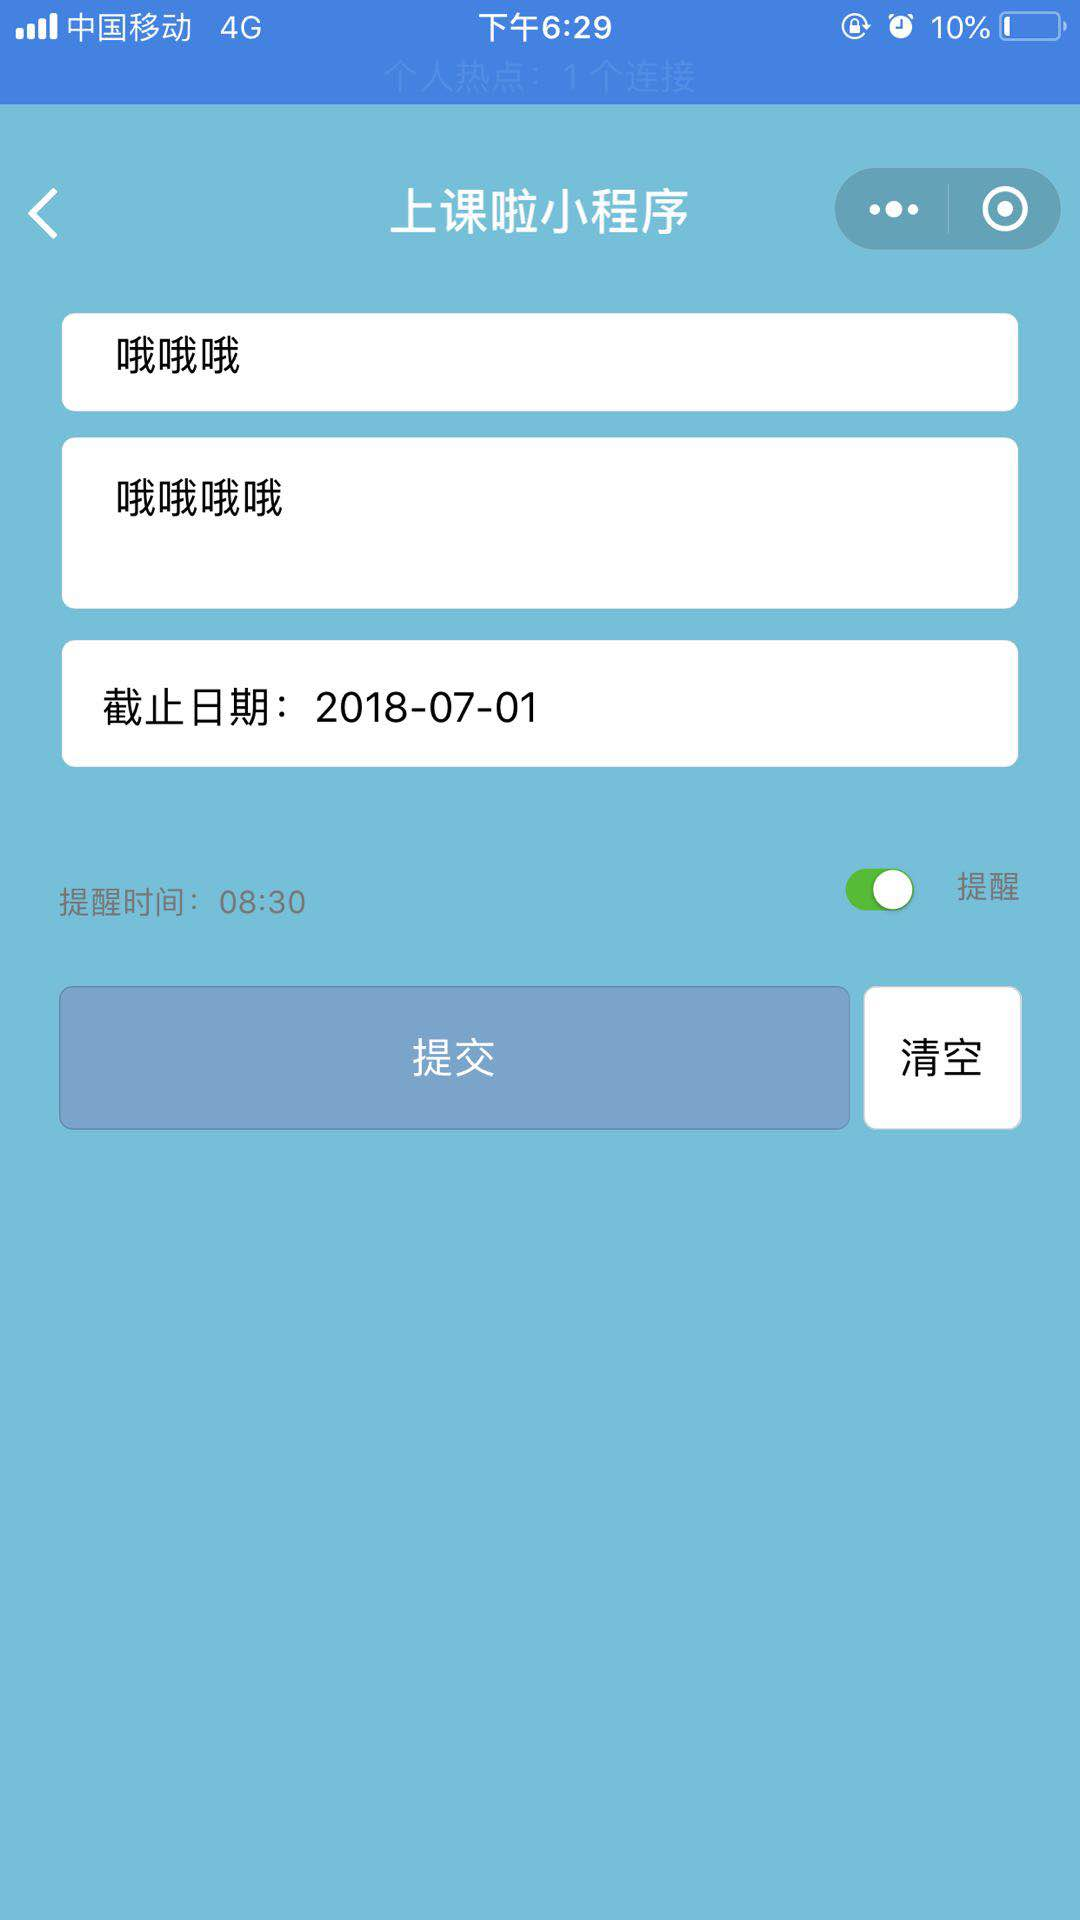 中国移动 4G 下午6:29 10%
个人热点：1 个连接
上课啦小程序
哦哦哦
哦哦哦哦
截止日期：2018-07-01
提醒时间：08:30 提醒
提交 清空